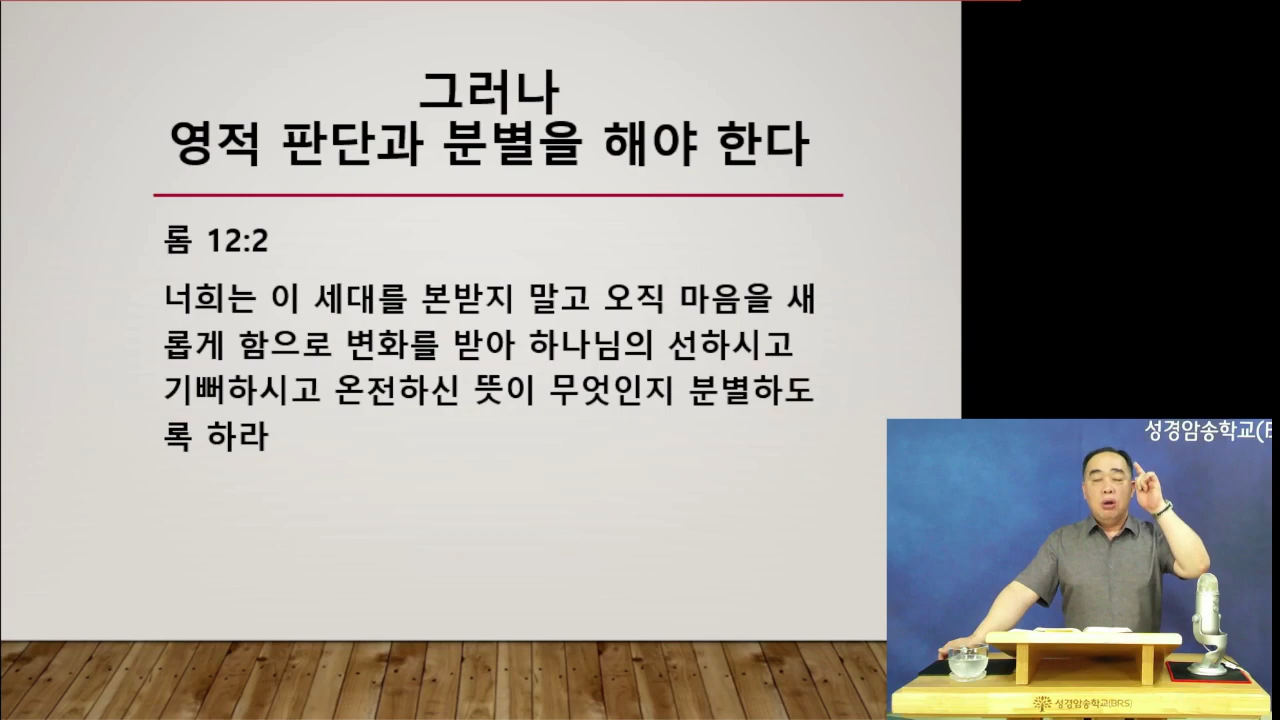 그러나
영적 판단과 분별을 해야 한다
롬 12:2
너희는 이 세대를 본받지 말고 오직 마음을 새
롭게 함으로 변화를 받아 하나님의 선하시고
기뻐하시고 온전하신 뜻이 무엇인지 분별하도
록 하라
성경암송학교(B
성경암송학교(BRS)